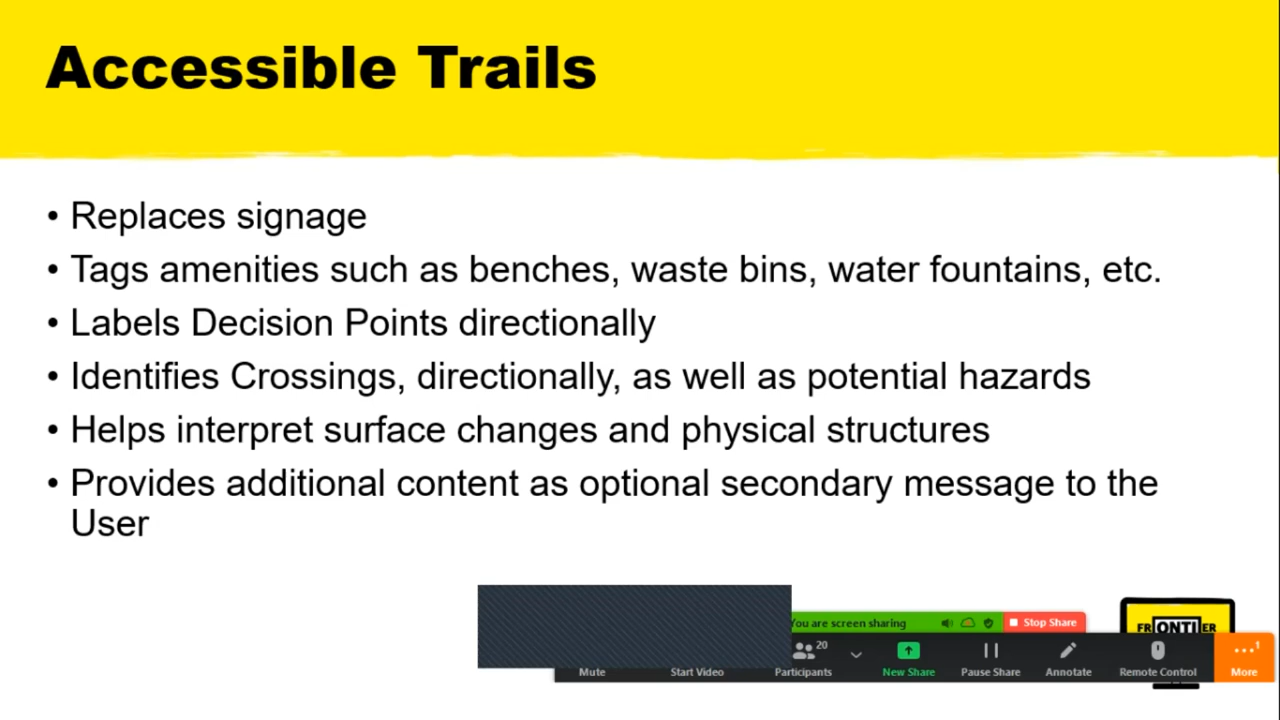 Accessible Trails
• Replaces signage
• Tags amenities such as benches, waste bins, water fountains, etc.
• Labels Decision Points directionally
• Identifies Crossings, directionally, as well as potential hazards
• Helps interpret surface changes and physical structures
• Provides additional content as optional secondary message to the
User
You are screen sharing Stop Share
FRONTIER
20 1
Mute Start Video Participants New Share Pause Share Annotate Remote Control More